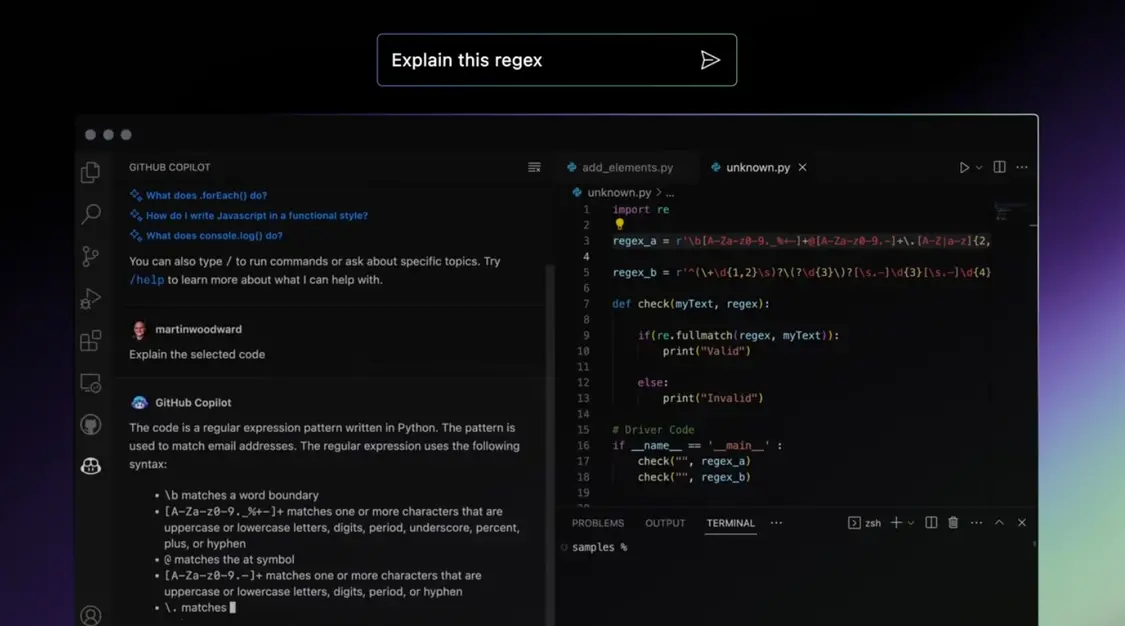 Explain this regex
GITHUB COPILOT
What does .forEach() do?
How do I write Javascript in a functional style?
What does console.log() do?
You can also type / to run commands or ask about specific topics. Try
/help to learn more about what I can help with.
martinwoodward
Explain the selected code
GitHub Copilot
The code is a regular expression pattern written in Python. The pattern is
used to match email addresses. The regular expression uses the following
syntax:
• \b matches a word boundary
• [A-Za-z0-9._%+-]+ matches one or more characters that are
uppercase or lowercase letters, digits, period, underscore, percent,
plus, or hyphen
• @ matches the at symbol
• [A-Za-z0-9.-]+ matches one or more characters that are
uppercase or lowercase letters, digits, period, or hyphen
• \. matches
add_elements.py
unknown.py
unknown.py > ...
1 import re
2
3 regex_a = r'\b[A-Za-z0-9._%+-]+@[A-Za-z0-9.-]+\.[A-Z|a-z]{2,
4
5 regex_b = r'^(\+\d{1,2}\s)?\(?\d{3}\)?[\s.-]\d{3}[\s.-]\d{4}
6
7 def check(myText, regex):
8
9 if(re.fullmatch(regex, myText)):
10 print("Valid")
11
12 else:
13 print("Invalid")
14
15 # Driver Code
16 if __name__ == '__main__' :
17 check("", regex_a)
18 check("", regex_b)
19
20
PROBLEMS OUTPUT TERMINAL ...
zsh
samples %